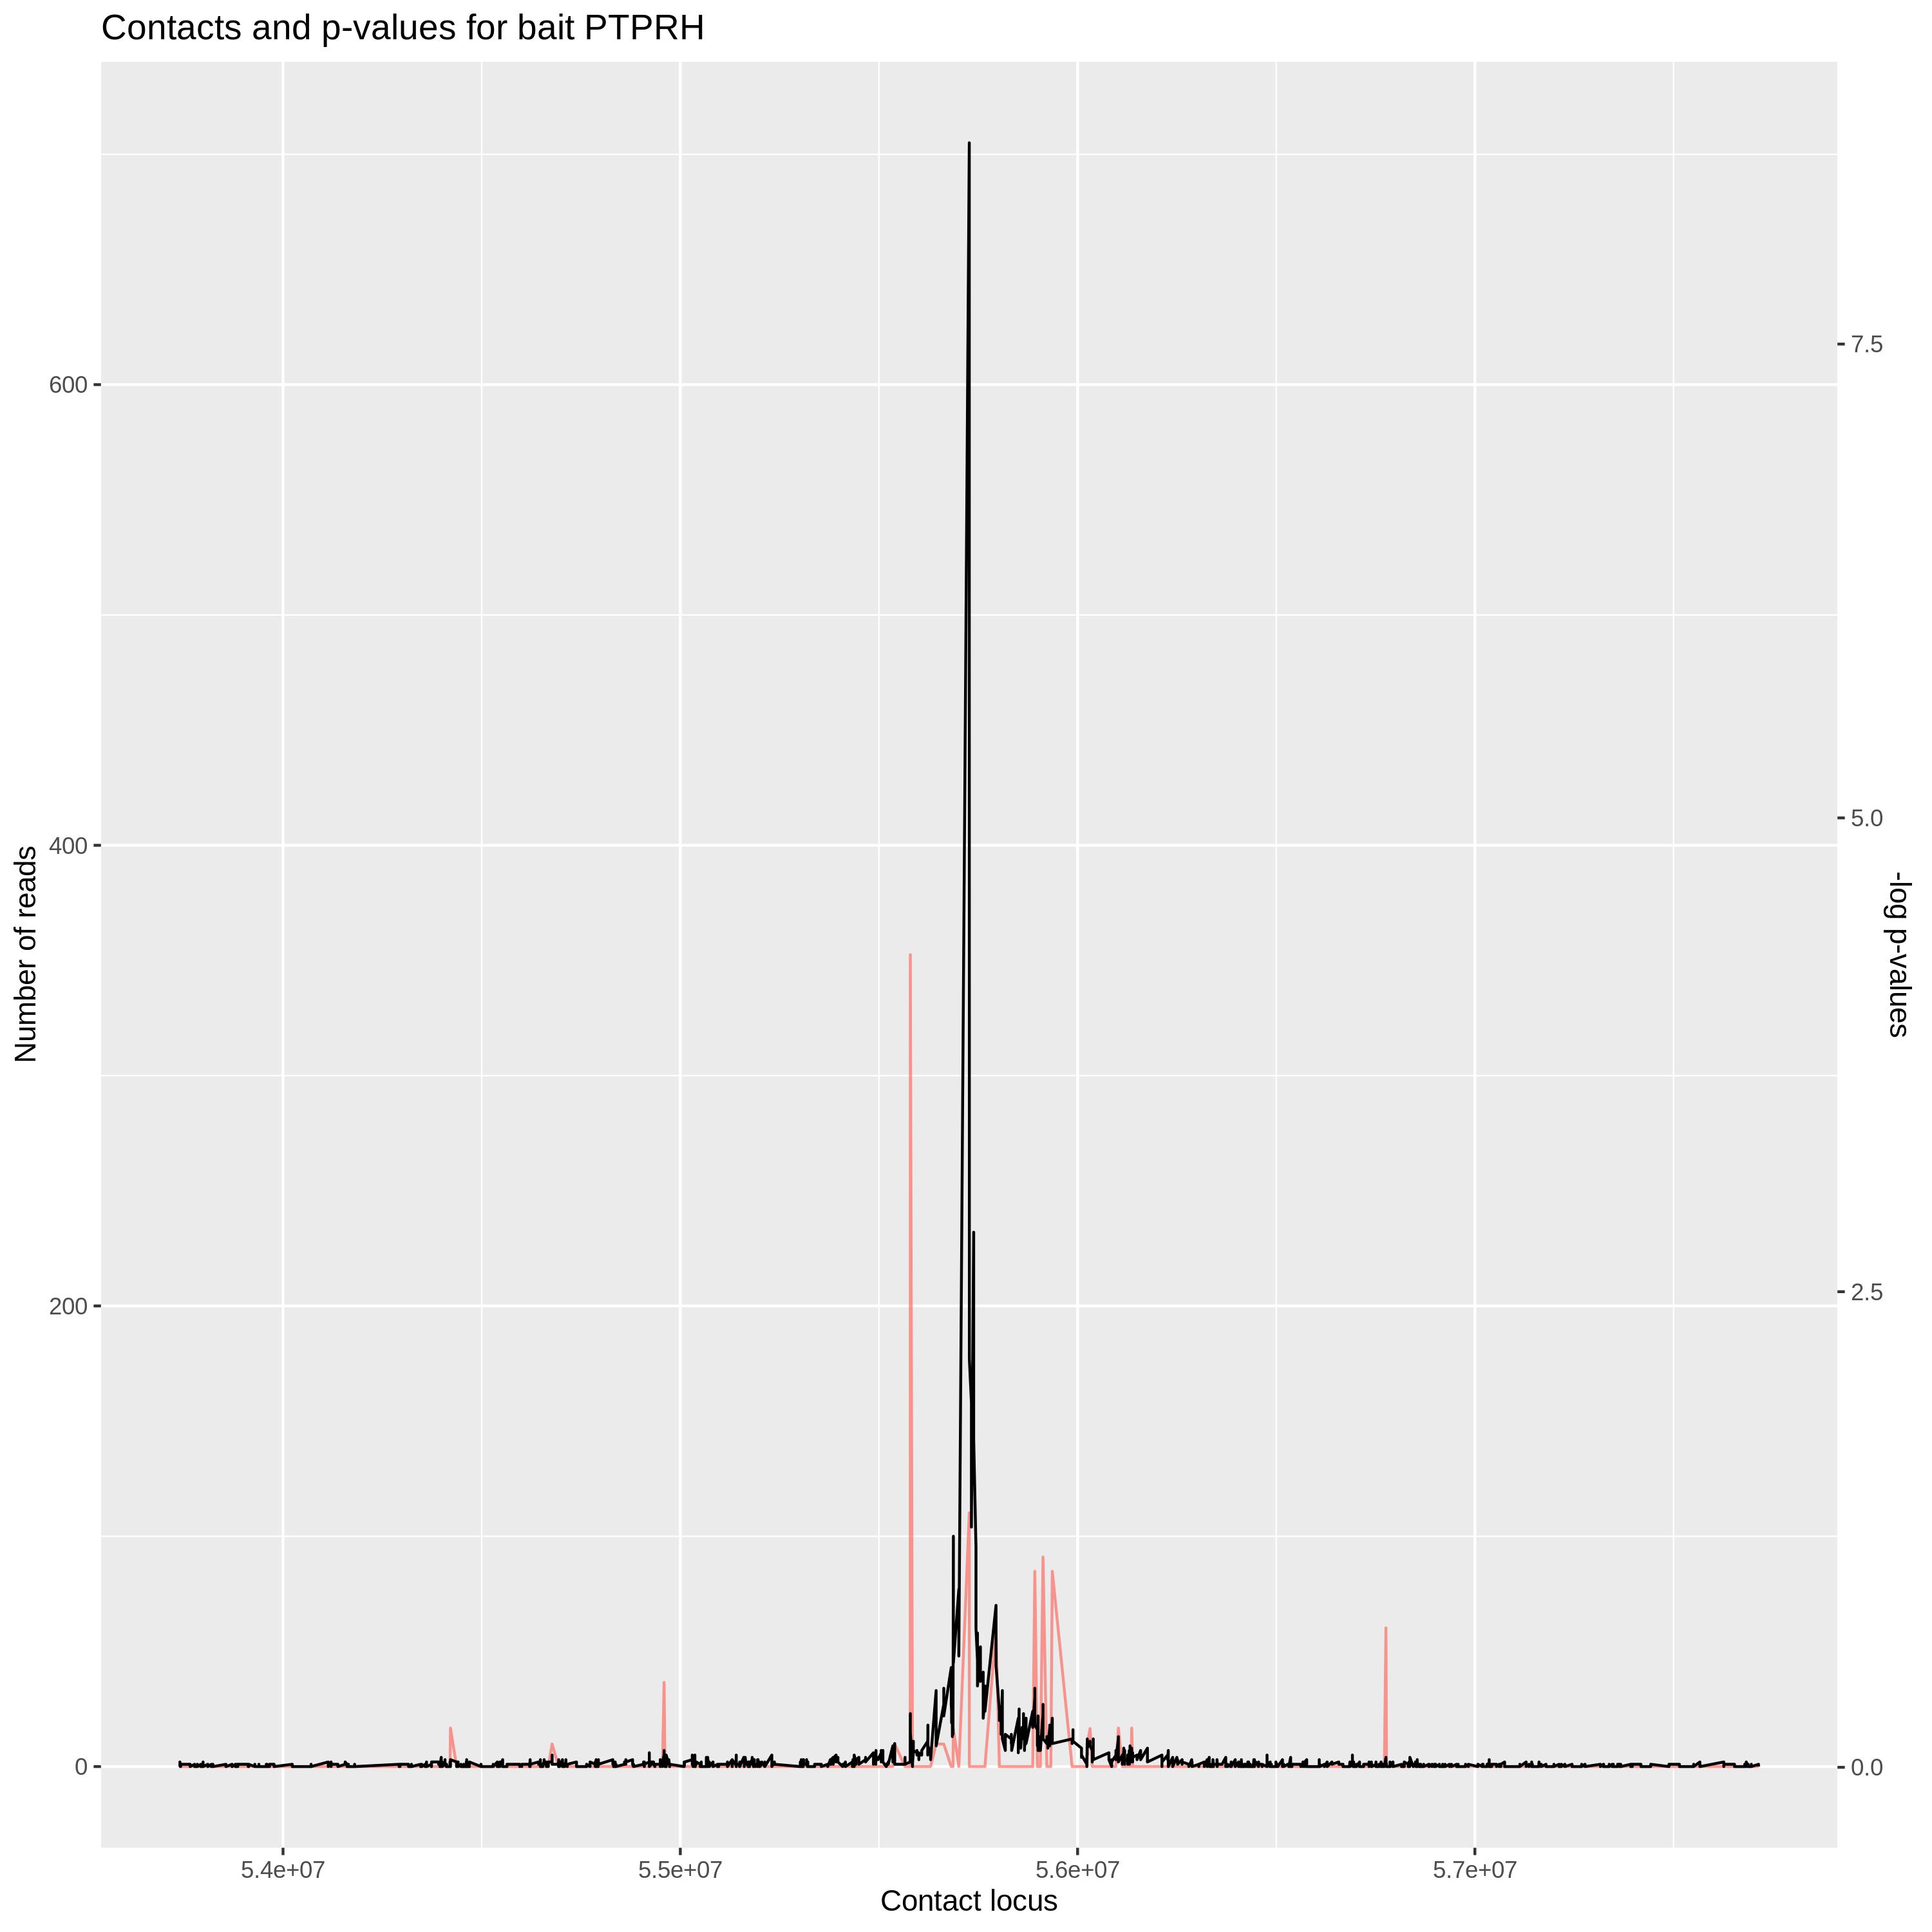 Contacts and p-values for bait PTPRH
600
400
200
0
Number of reads
7.5
5.0
2.5
0.0
-log p-values
5.4e+07
5.5e+07
5.6e+07
5.7e+07
Contact locus